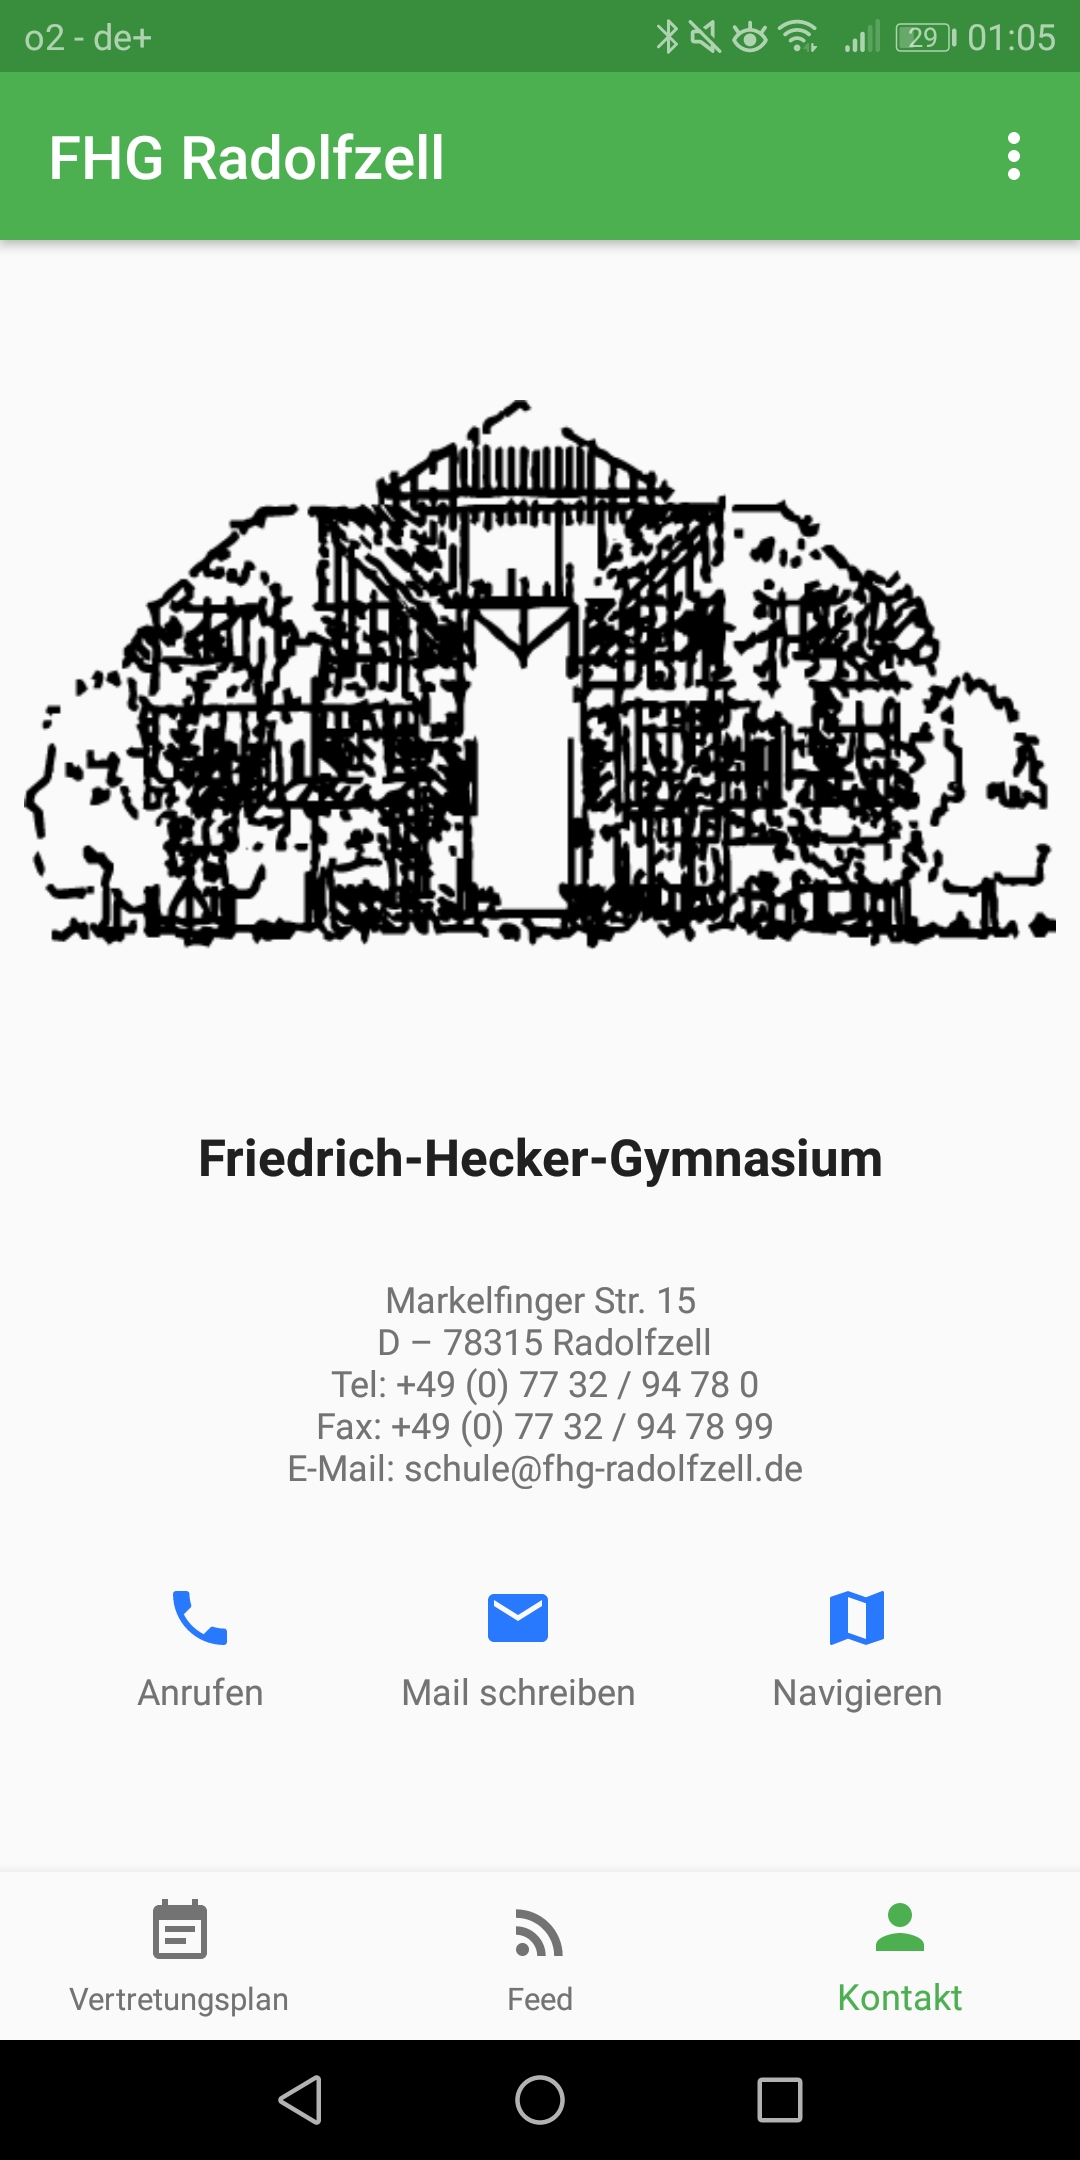 o2 - de+ 29 01:05
FHG Radolfzell
Friedrich-Hecker-Gymnasium
Markelfinger Str. 15
D – 78315 Radolfzell
Tel: +49 (0) 77 32 / 94 78 0
Fax: +49 (0) 77 32 / 94 78 99
E-Mail: schule@fhg-radolfzell.de
Anrufen Mail schreiben Navigieren
Vertretungsplan Feed Kontakt